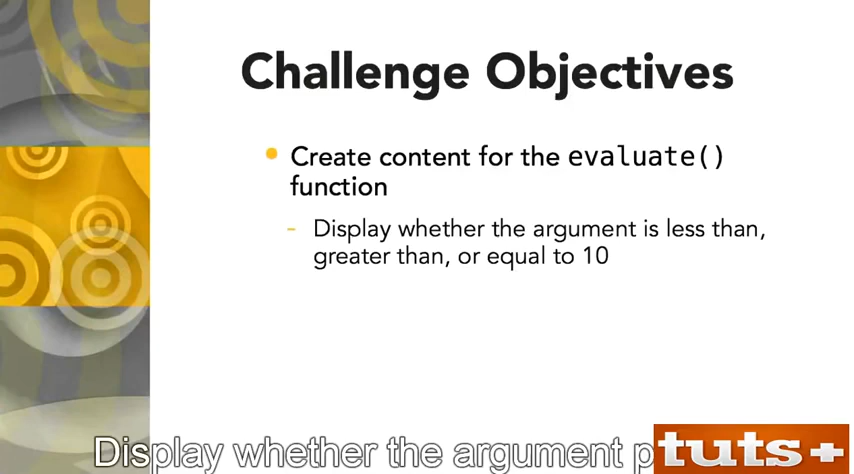 Challenge Objectives
Create content for the evaluate()
function
- Display whether the argument is less than,
greater than, or equal to 10
Display whether the argument
tuts+